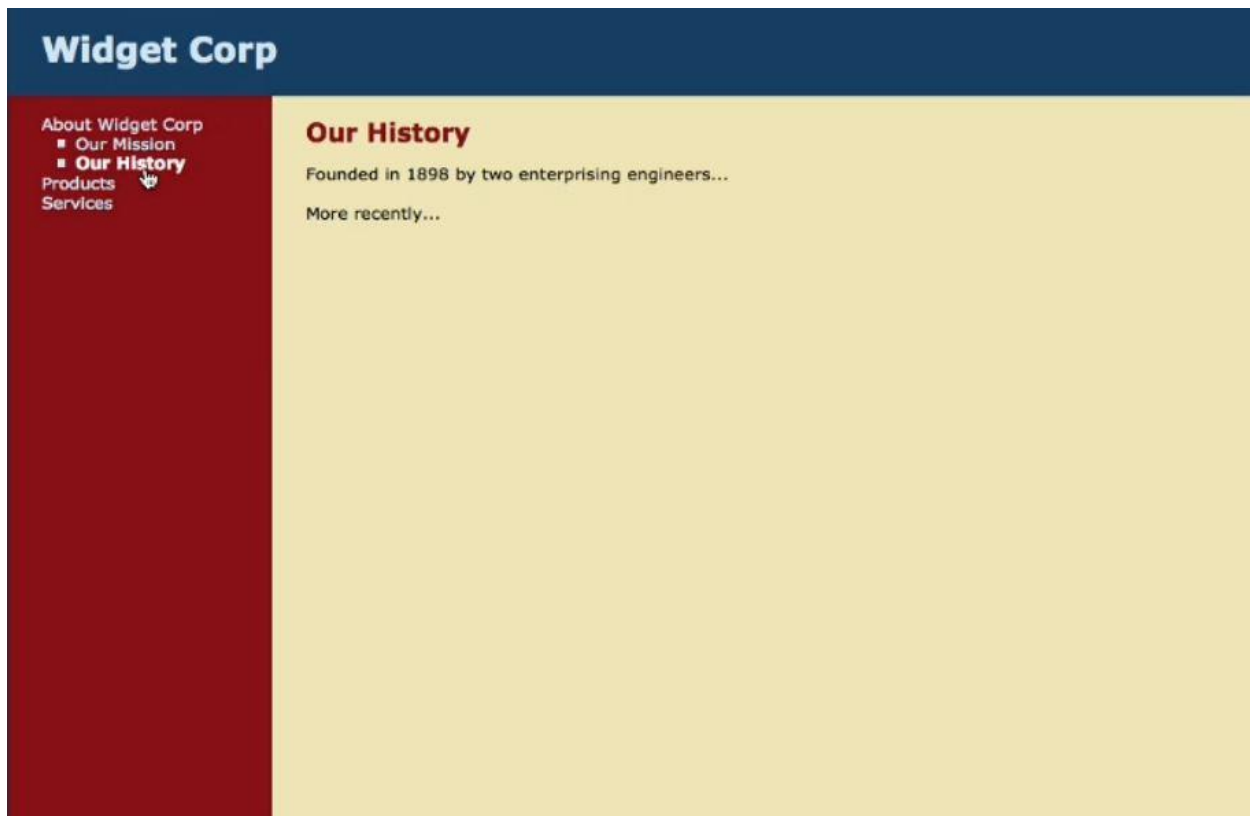 Widget Corp
About Widget Corp
Our Mission
Our History
Products
Services
Our History
Founded in 1898 by two enterprising engineers...
More recently...